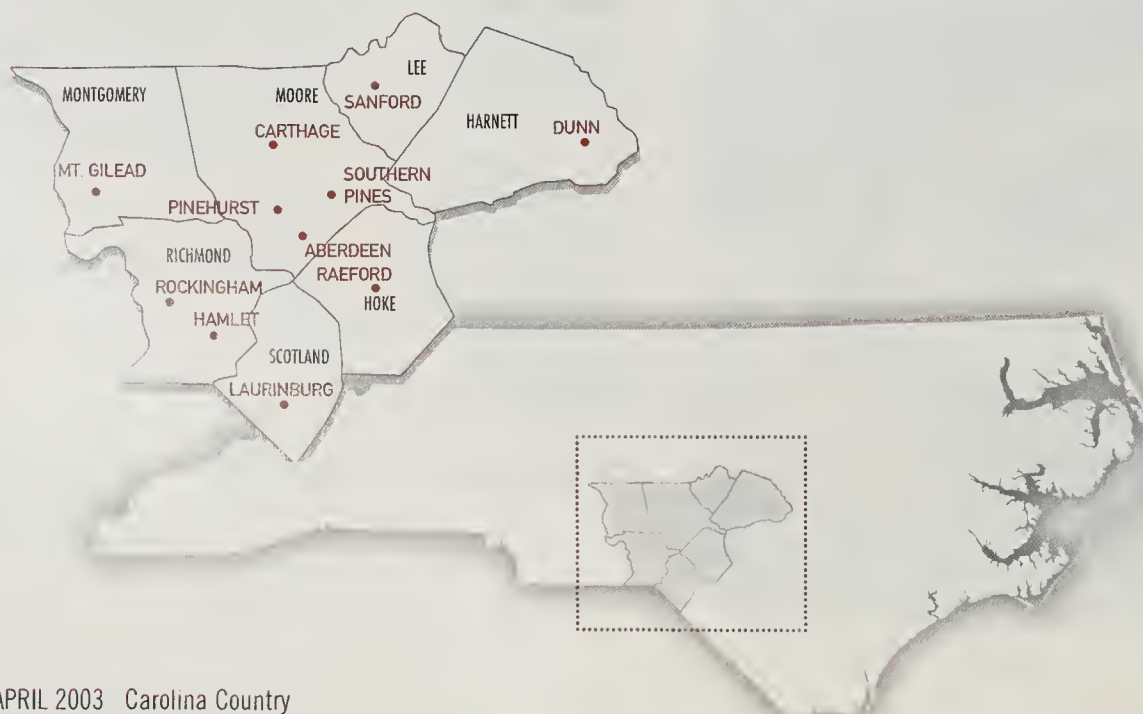 LEE
MONTGOMERY
MOORE
SANFORD
HARNETT
DUNN
CARTHAGE
MT. GILEAD
SOUTHERN
PINES
PINEHURST
ABERDEEN
RICHMOND
RAEFORD
ROCKINGHAM
HOKE
HAMLET
SCOTLAND
LAURINBURG
APRIL 2003 Carolina Country